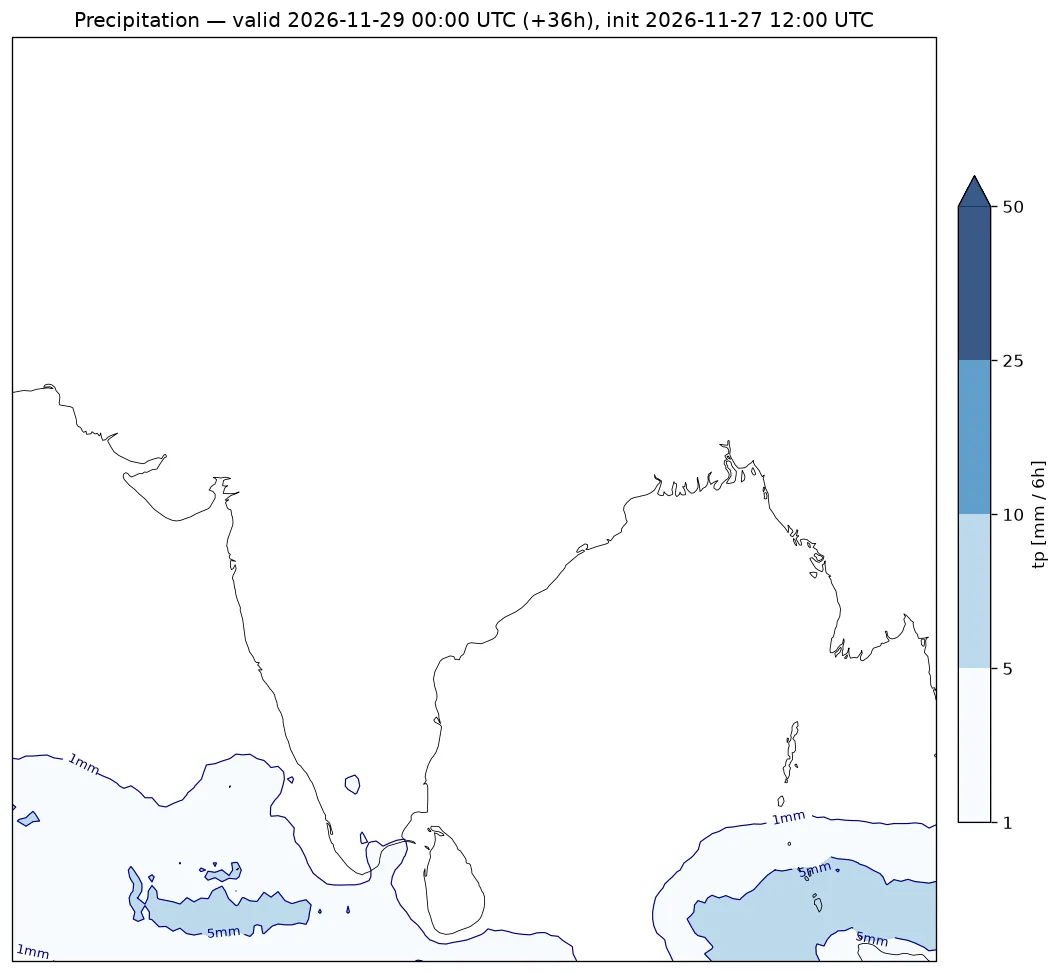 Precipitation — valid 2026-11-29 00:00 UTC (+36h), init 2026-11-27 12:00 UTC
50
25
10
5
1
tp [mm / 6h]
1mm
1mm
5mm
5mm
5mm
1mm